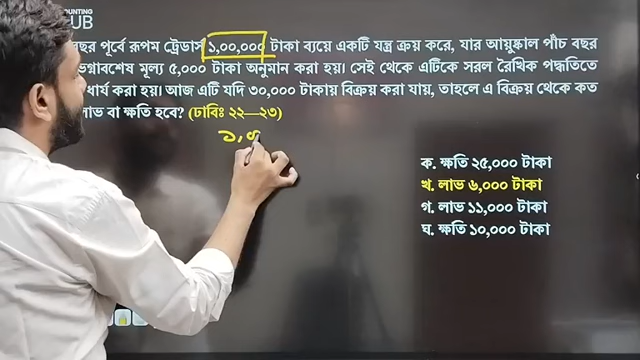 COUNTING
UB
বছর পূর্বে রূপম ট্রেডার্স ১,০০,০০০ টাকা ব্যয়ে একটি যন্ত্র ক্রয় করে, যার আয়ুষ্কাল পাঁচ বছর
ভগ্নাবশেষ মূল্য ৫,০০০ টাকা অনুমান করা হয়। সেই থেকে এটিকে সরল রৈখিক পদ্ধতিতে
ধার্য করা হয়। আজ এটি যদি ৩০,০০০ টাকায় বিক্রয় করা যায়, তাহলে এ বিক্রয় থেকে কত
লাভ বা ক্ষতি হবে? (ঢাবিঃ ২২—২৩)
১,০
ক. ক্ষতি ২৫,০০০ টাকা
খ. লাভ ৬,০০০ টাকা
গ. লাভ ১১,০০০ টাকা
ঘ. ক্ষতি ১০,০০০ টাকা